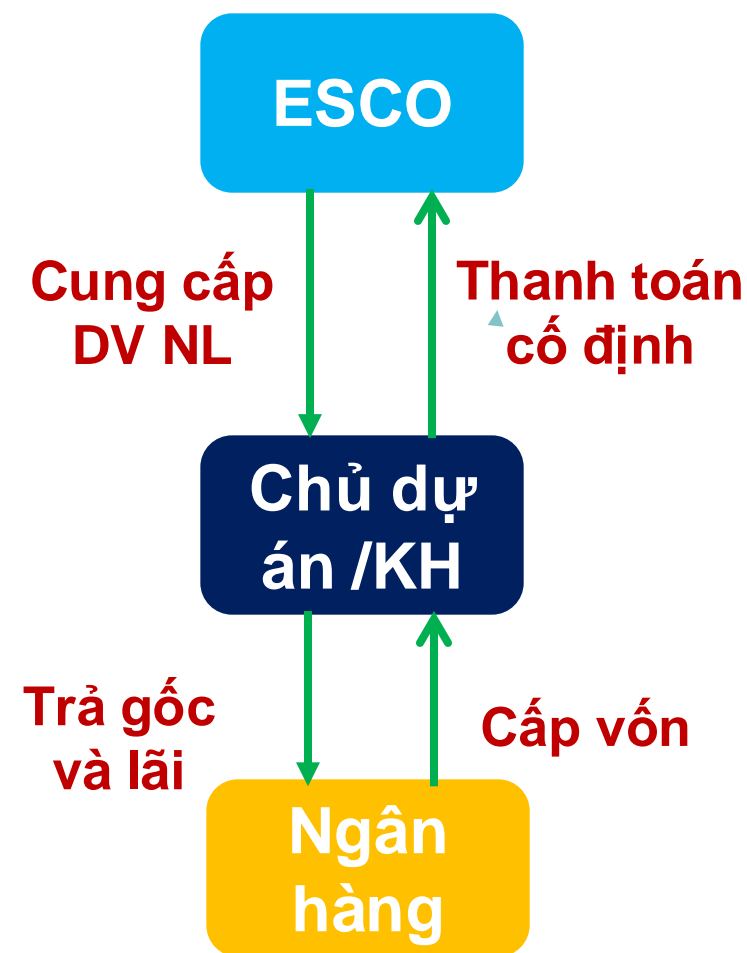 ESCO
Cung cấp
DV NL
Thanh toán
cố định
Chủ dự
án /KH
Trả gốc
và lãi
Cấp vốn
Ngân
hàng